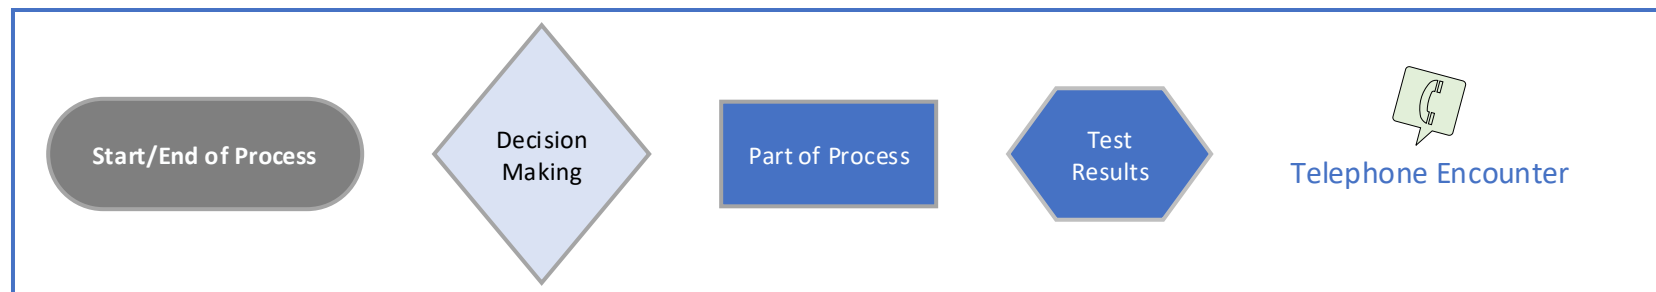 Start/End of Process
Decision
Making
Part of Process
Test
Results
Telephone Encounter